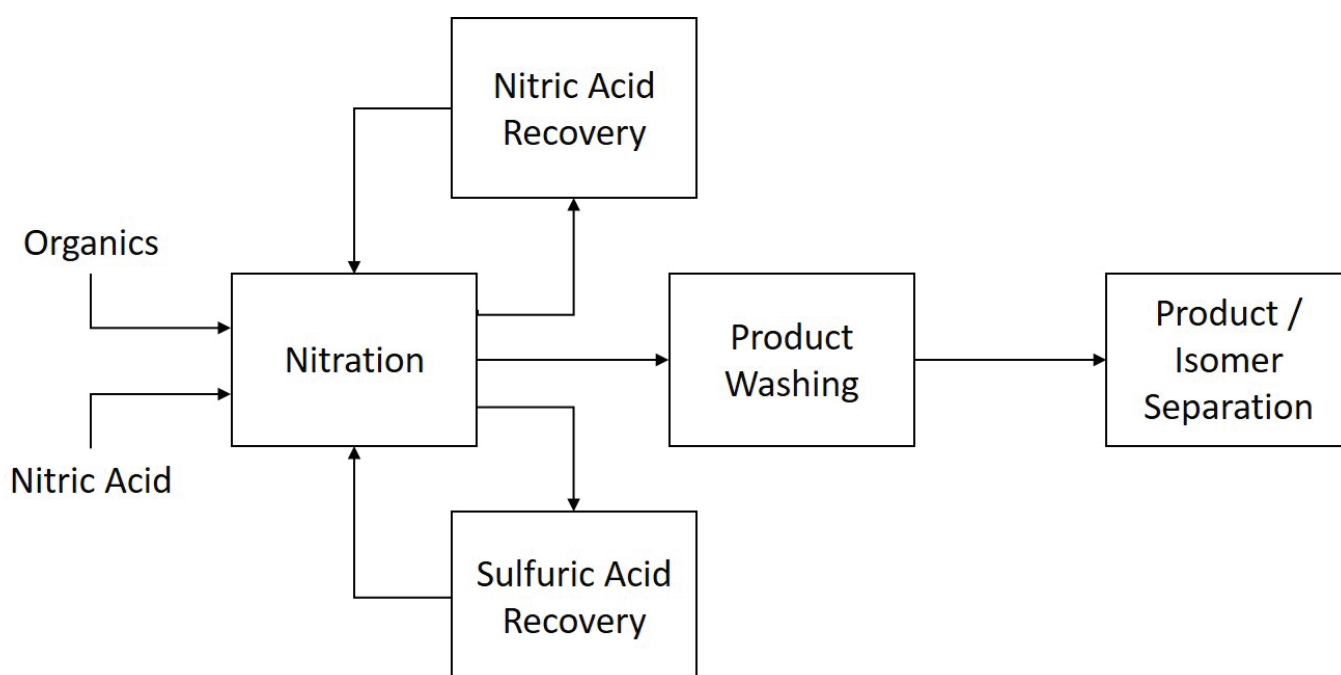 Nitric Acid
Recovery
Organics
Nitration
Product
Washing
Product /
Isomer
Separation
Nitric Acid
Sulfuric Acid
Recovery